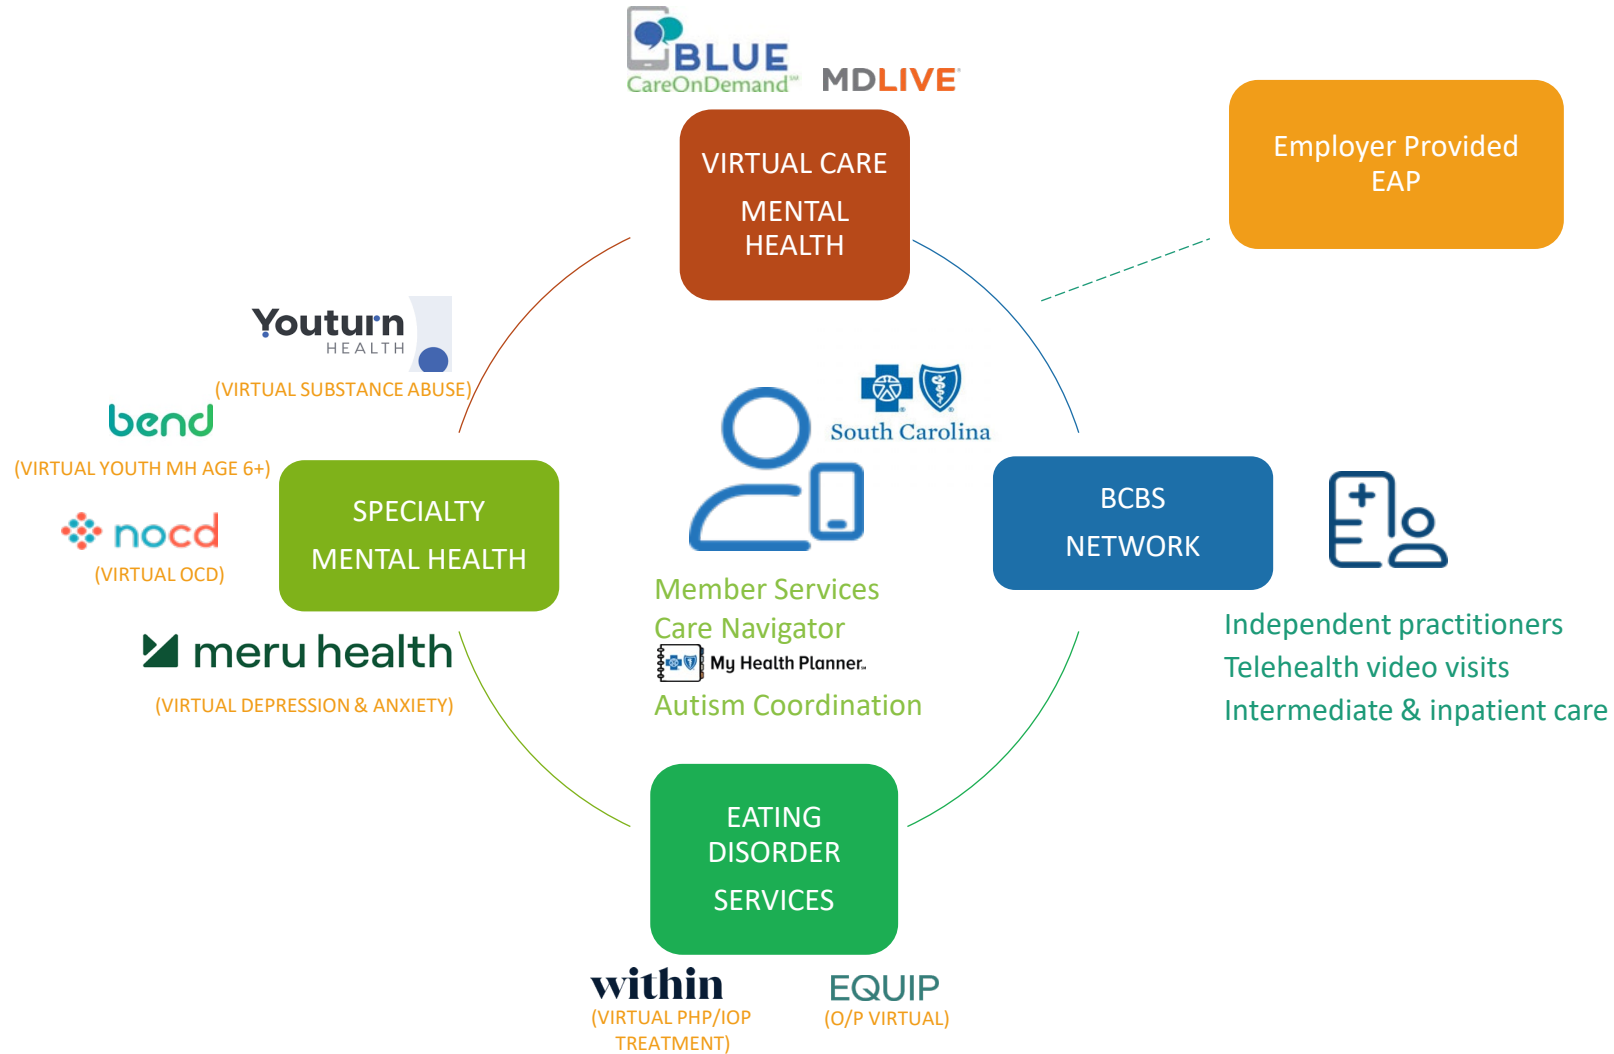 BLUE
CareOnDemand℠
MDLIVE
VIRTUAL CARE
MENTAL
HEALTH
Employer Provided
EAP
Youturn
HEALTH
(VIRTUAL SUBSTANCE ABUSE)
bend
(VIRTUAL YOUTH MH AGE 6+)
nocd
(VIRTUAL OCD)
SPECIALTY
MENTAL HEALTH
meru health
(VIRTUAL DEPRESSION & ANXIETY)
South Carolina
Member Services
Care Navigator
My Health Planner
Autism Coordination
BCBS
NETWORK
Independent practitioners
Telehealth video visits
Intermediate & inpatient care
EATING
DISORDER
SERVICES
within
(VIRTUAL PHP/IOP
TREATMENT)
EQUIP
(O/P VIRTUAL)